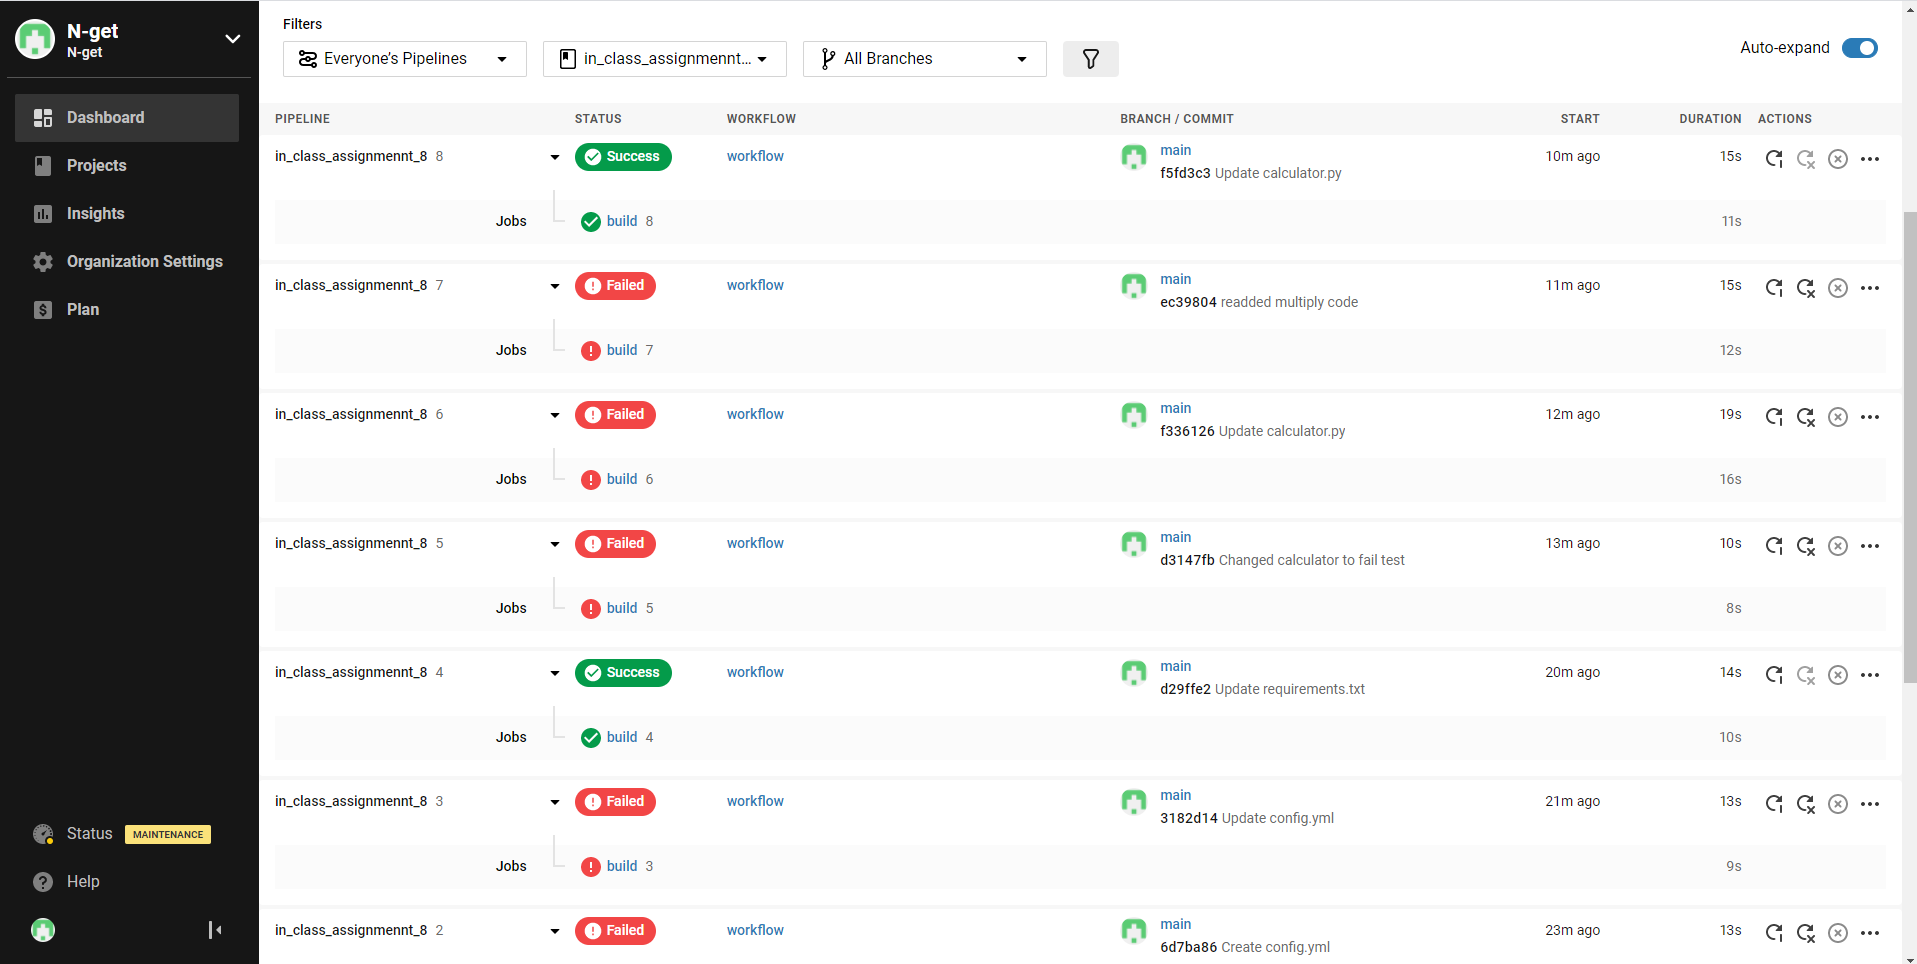 N-get
N-get
Dashboard
Projects
Insights
Organization Settings
Plan
Status MAINTENANCE
Help
Filters
Everyone's Pipelines in_class_assignmennt... All Branches
Auto-expand
PIPELINE STATUS WORKFLOW BRANCH / COMMIT START DURATION ACTIONS
in_class_assignmennt_8 8 Success workflow main 10m ago 15s
f5fd3c3 Update calculator.py
Jobs build 8 11s
in_class_assignmennt_8 7 Failed workflow main 11m ago 15s
ec39804 readded multiply code
Jobs build 7 12s
in_class_assignmennt_8 6 Failed workflow main 12m ago 19s
f336126 Update calculator.py
Jobs build 6 16s
in_class_assignmennt_8 5 Failed workflow main 13m ago 10s
d3147fb Changed calculator to fail test
Jobs build 5 8s
in_class_assignmennt_8 4 Success workflow main 20m ago 14s
d29ffe2 Update requirements.txt
Jobs build 4 10s
in_class_assignmennt_8 3 Failed workflow main 21m ago 13s
3182d14 Update config.yml
Jobs build 3 9s
in_class_assignmennt_8 2 Failed workflow main 23m ago 13s
6d7ba86 Create config.yml